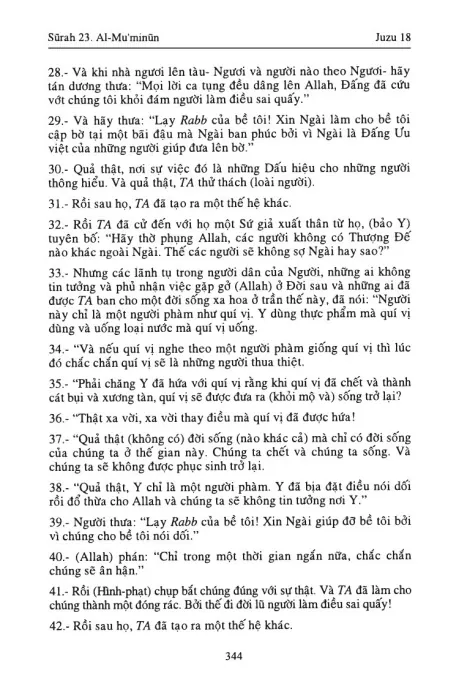 Sūrah 23. Al-Mu'minūn Juzu 18
28.- Và khi nhà ngươi lên tàu- Ngươi và người nào theo Ngươi- hãy
tán dương thưa: “Mọi lời ca tụng đều dâng lên Allah, Đấng đã cứu
vớt chúng tôi khỏi đám người làm điều sai quấy.”
29.- Và hãy thưa: “Lạy Rabb của bề tôi! Xin Ngài làm cho bề tôi
cập bờ tại một bãi đậu mà Ngài ban phúc bởi vì Ngài là Đấng Ưu
việt của những người giúp đưa lên bờ.”
30.- Quả thật, nơi sự việc đó là những Dấu hiệu cho những người
thông hiểu. Và quả thật, TA thử thách (loài người).
31.- Rồi sau họ, TA đã tạo ra một thế hệ khác.
32.- Rồi TA đã cử đến với họ một Sứ giả xuất thân từ họ, (bảo Y)
tuyên bố: “Hãy thờ phụng Allah, các người không có Thượng Đế
nào khác ngoài Ngài. Thế các người sẽ không sợ Ngài hay sao?”
33.- Nhưng các lãnh tụ trong người dân của Người, những ai không
tin tưởng và phủ nhận việc gặp gỡ (Allah) ở Đời sau và những ai đã
được TA ban cho một đời sống xa hoa ở trần thế này, đã nói: “Người
này chỉ là một người phàm như quí vị. Y dùng thực phẩm mà quí vị
dùng và uống loại nước mà quí vị uống.
34.- “Và nếu quí vị nghe theo một người phàm giống quí vị thì lúc
đó chắc chắn quí vị sẽ là những người thua thiệt.
35.- “Phải chăng Y đã hứa với quí vị rằng khi quí vị đã chết và thành
cát bụi và xương tàn, quí vị sẽ được đưa ra (khỏi mộ và) sống trở lại?
36.- “Thật xa vời, xa vời thay điều mà quí vị đã được hứa!
37.- “Quả thật (không có) đời sống (nào khác cả) mà chỉ có đời sống
của chúng ta ở thế gian này. Chúng ta chết và chúng ta sống. Và
chúng ta sẽ không được phục sinh trở lại.
38.- “Quả thật, Y chỉ là một người phàm. Y đã bịa đặt điều nói dối
rồi đổ thừa cho Allah và chúng ta sẽ không tin tưởng nơi Y.”
39.- Người thưa: “Lạy Rabb của bề tôi! Xin Ngài giúp đỡ bề tôi bởi
vì chúng cho bề tôi nói dối.”
40.- (Allah) phán: “Chỉ trong một thời gian ngắn nữa, chắc chắn
chúng sẽ ân hận.”
41.- Rồi (Hình-phạt) chụp bắt chúng đúng với sự thật. Và TA đã làm cho
chúng thành một đóng rác. Bởi thế đi đời lũ người làm điều sai quấy!
42.- Rồi sau họ, TA đã tạo ra một thế hệ khác.
344